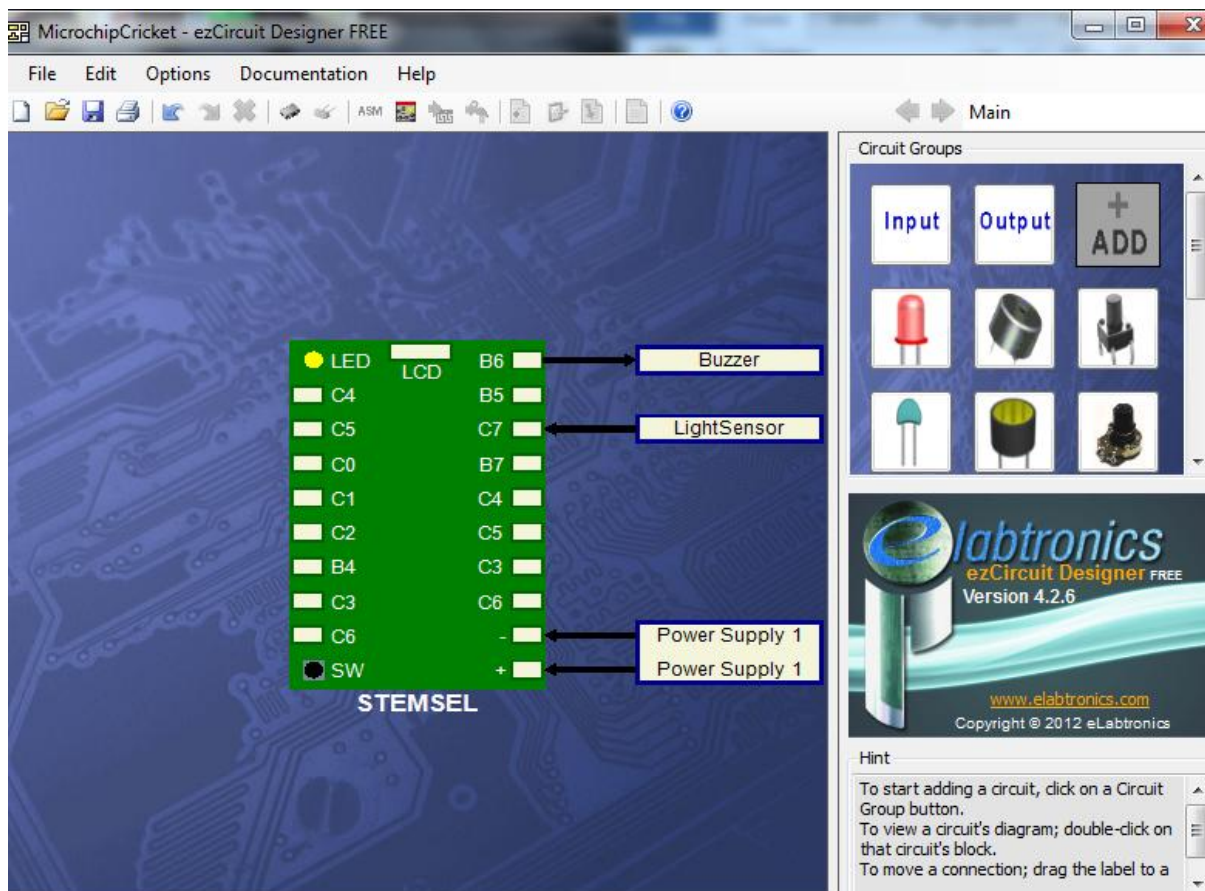 MicrochipCricket - ezCircuit Designer FREE
File Edit Options Documentation Help
ASM
Main
Circuit Groups
Input Output + ADD
LED LCD B6 Buzzer
C4 B5
C5 C7 LightSensor
C0 B7
C1 C4
C2 C5
B4 C3
C3 C6
C6 - Power Supply 1
SW + Power Supply 1
STEMSEL
elabtronics
ezCircuit Designer FREE
Version 4.2.6
www.elabtronics.com
Copyright © 2012 eLabtronics
Hint
To start adding a circuit, click on a Circuit
Group button.
To view a circuit's diagram; double-click on
that circuit's block.
To move a connection; drag the label to a